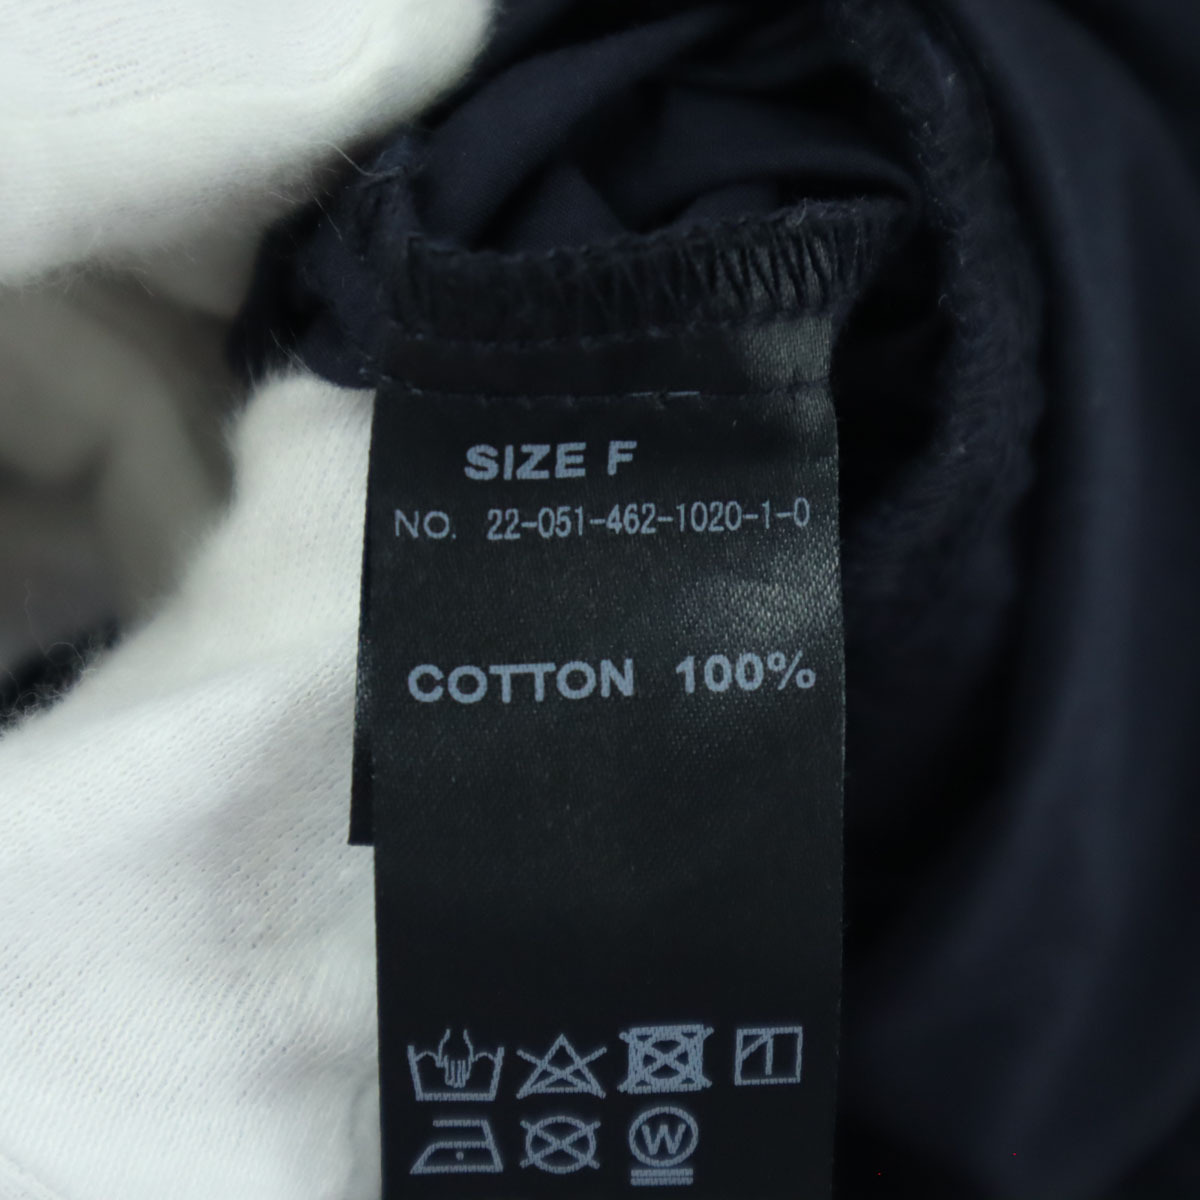 SIZE F
NO. 22-051-462-1020-1-0
COTTON 100%
W